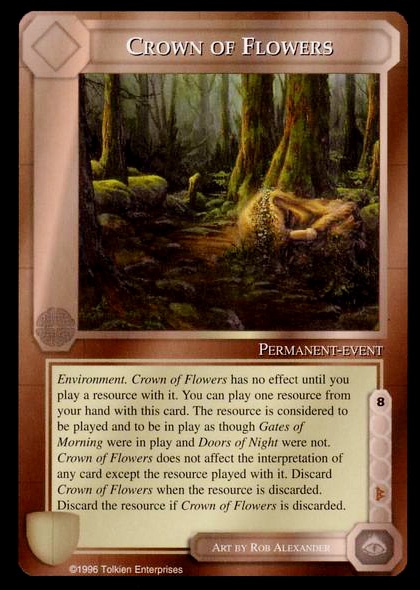 CROWN OF FLOWERS
PERMANENT-EVENT
Environment. Crown of Flowers has no effect until you
play a resource with it. You can play one resource from
your hand with this card. The resource is considered to
be played and to be in play as though Gates of
Morning were in play and Doors of Night were not.
Crown of Flowers does not affect the interpretation of
any card except the resource played with it. Discard
Crown of Flowers when the resource is discarded.
Discard the resource if Crown of Flowers is discarded.
8
ART BY ROB ALEXANDER
©1996 Tolkien Enterprises